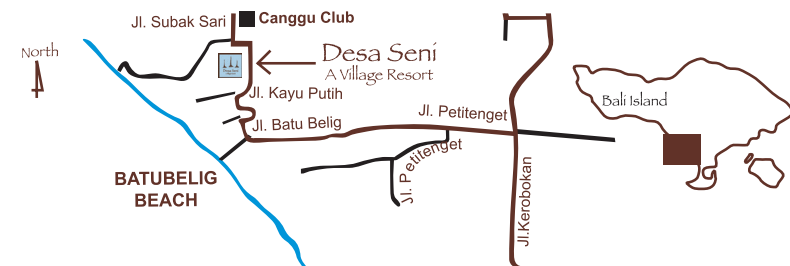 Jl. Subak Sari
Canggu Club
North
Desa Seni
A Village Resort
Jl. Kayu Putih
Bali Island
Jl. Petitenget
Jl. Batu Belig
Jl. Petitenget
BATUBELIG
BEACH
Jl.Kerobokan